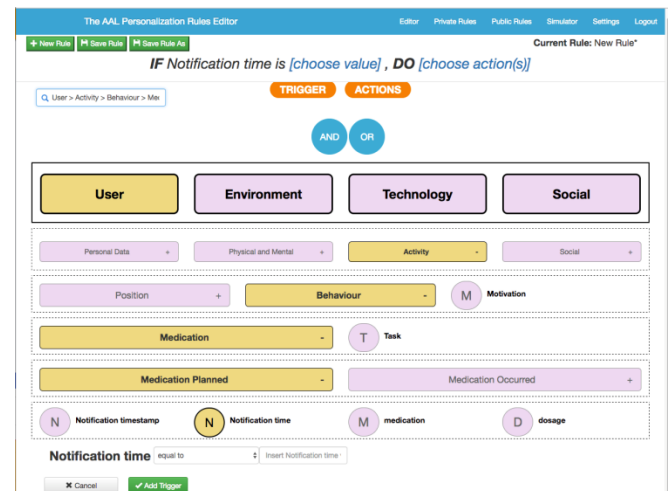 The AAL Personalization Rules Editor Editor Private Rules Public Rules Simulator Settings Logout
+ New Rule Save Rule Save Rule As Current Rule: New Rule*
IF Notification time is [choose value] , DO [choose action(s)]
User > Activity > Behaviour > Med
TRIGGER ACTIONS
AND OR
User Environment Technology Social
Personal Data + Physical and Mental + Activity - Social +
Position + Behaviour - M Motivation
Medication - T Task
Medication Planned - Medication Occurred +
N Notification timestamp N Notification time M medication D dosage
Notification time equal to Insert Notification time
Cancel Add Trigger